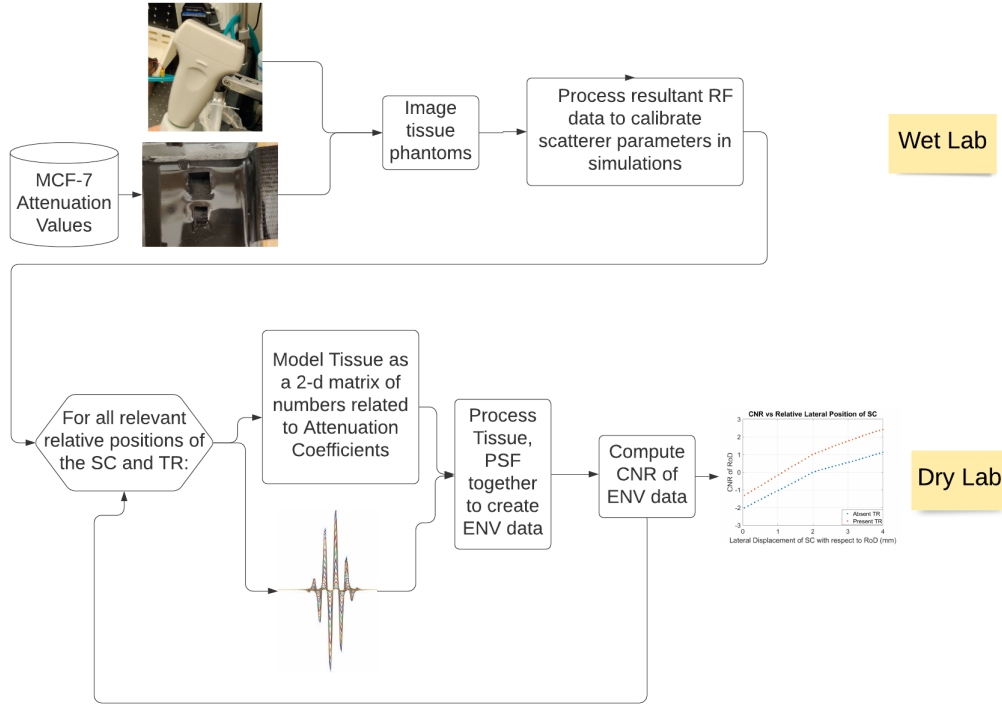 MCF-7
Attenuation
Values
Image
tissue
phantoms
Process resultant RF
data to calibrate
scatterer parameters in
simulations
Wet Lab
For all relevant
relative positions of
the SC and TR:
Model Tissue as
a 2-d matrix of
numbers related
to Attenuation
Coefficients
Process
Tissue,
PSF
together
to create
ENV data
Compute
CNR of
ENV data
CNR vs Relative Lateral Position of SC
CNR of RoD
3
2
1
0
-1
-2
-3
0
1
2
3
4
Absent TR
Present TR
Lateral Displacement of SC with respect to RoD (mm)
Dry Lab